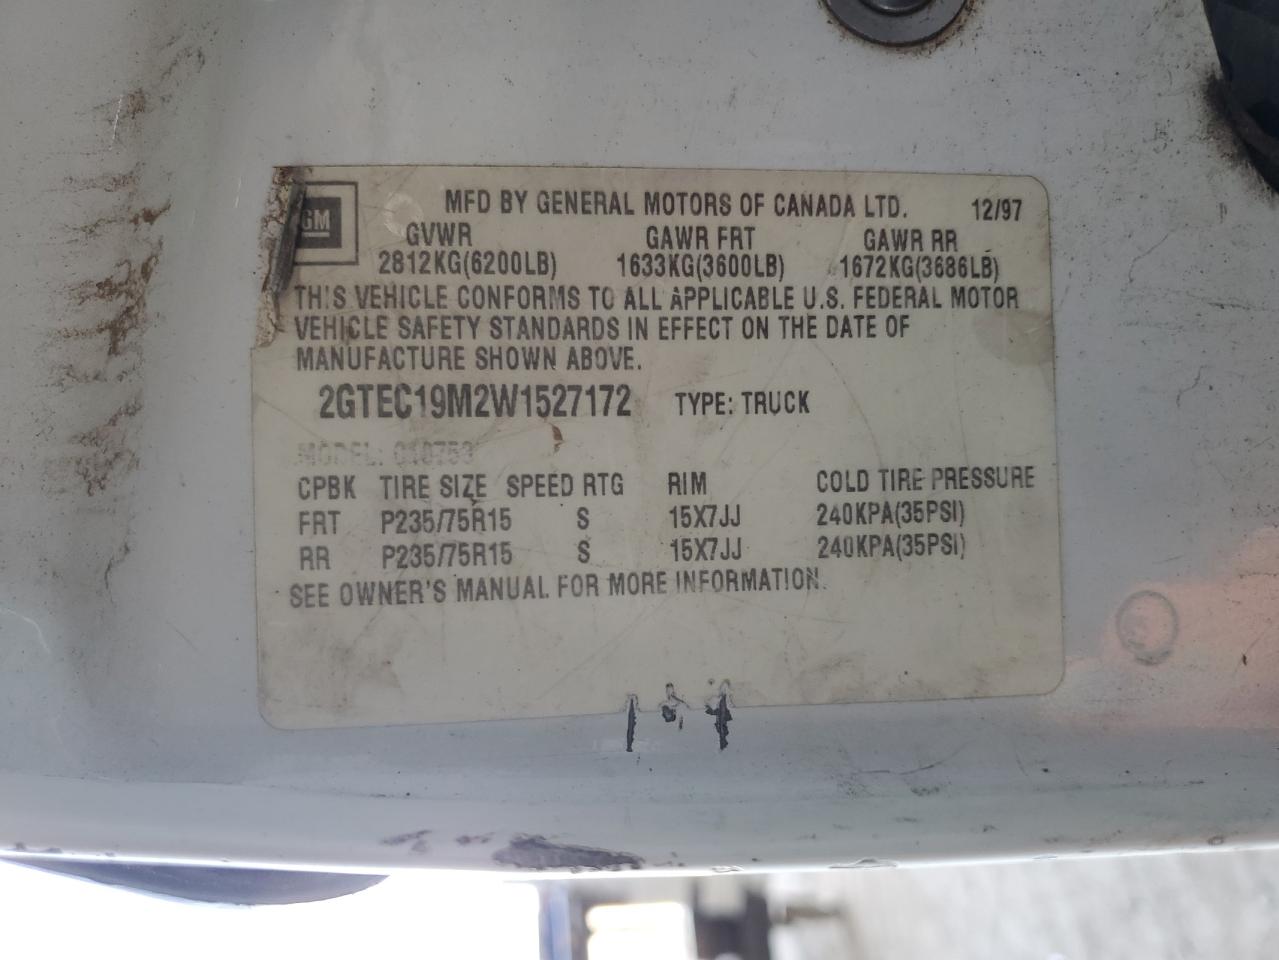 GM
MFD BY GENERAL MOTORS OF CANADA LTD. 12/97
GVWR GAWR FRT GAWR RR
2812KG(6200LB) 1633KG(3600LB) 1672KG(3686LB)
THIS VEHICLE CONFORMS TO ALL APPLICABLE U.S. FEDERAL MOTOR
VEHICLE SAFETY STANDARDS IN EFFECT ON THE DATE OF
MANUFACTURE SHOWN ABOVE.
2GTEC19M2W1527172 TYPE: TRUCK
MODEL:
CPBK TIRE SIZE SPEED RTG RIM COLD TIRE PRESSURE
FRT P235/75R15 S 15X7JJ 240KPA(35PSI)
RR P235/75R15 S 15X7JJ 240KPA(35PSI)
SEE OWNER'S MANUAL FOR MORE INFORMATION.